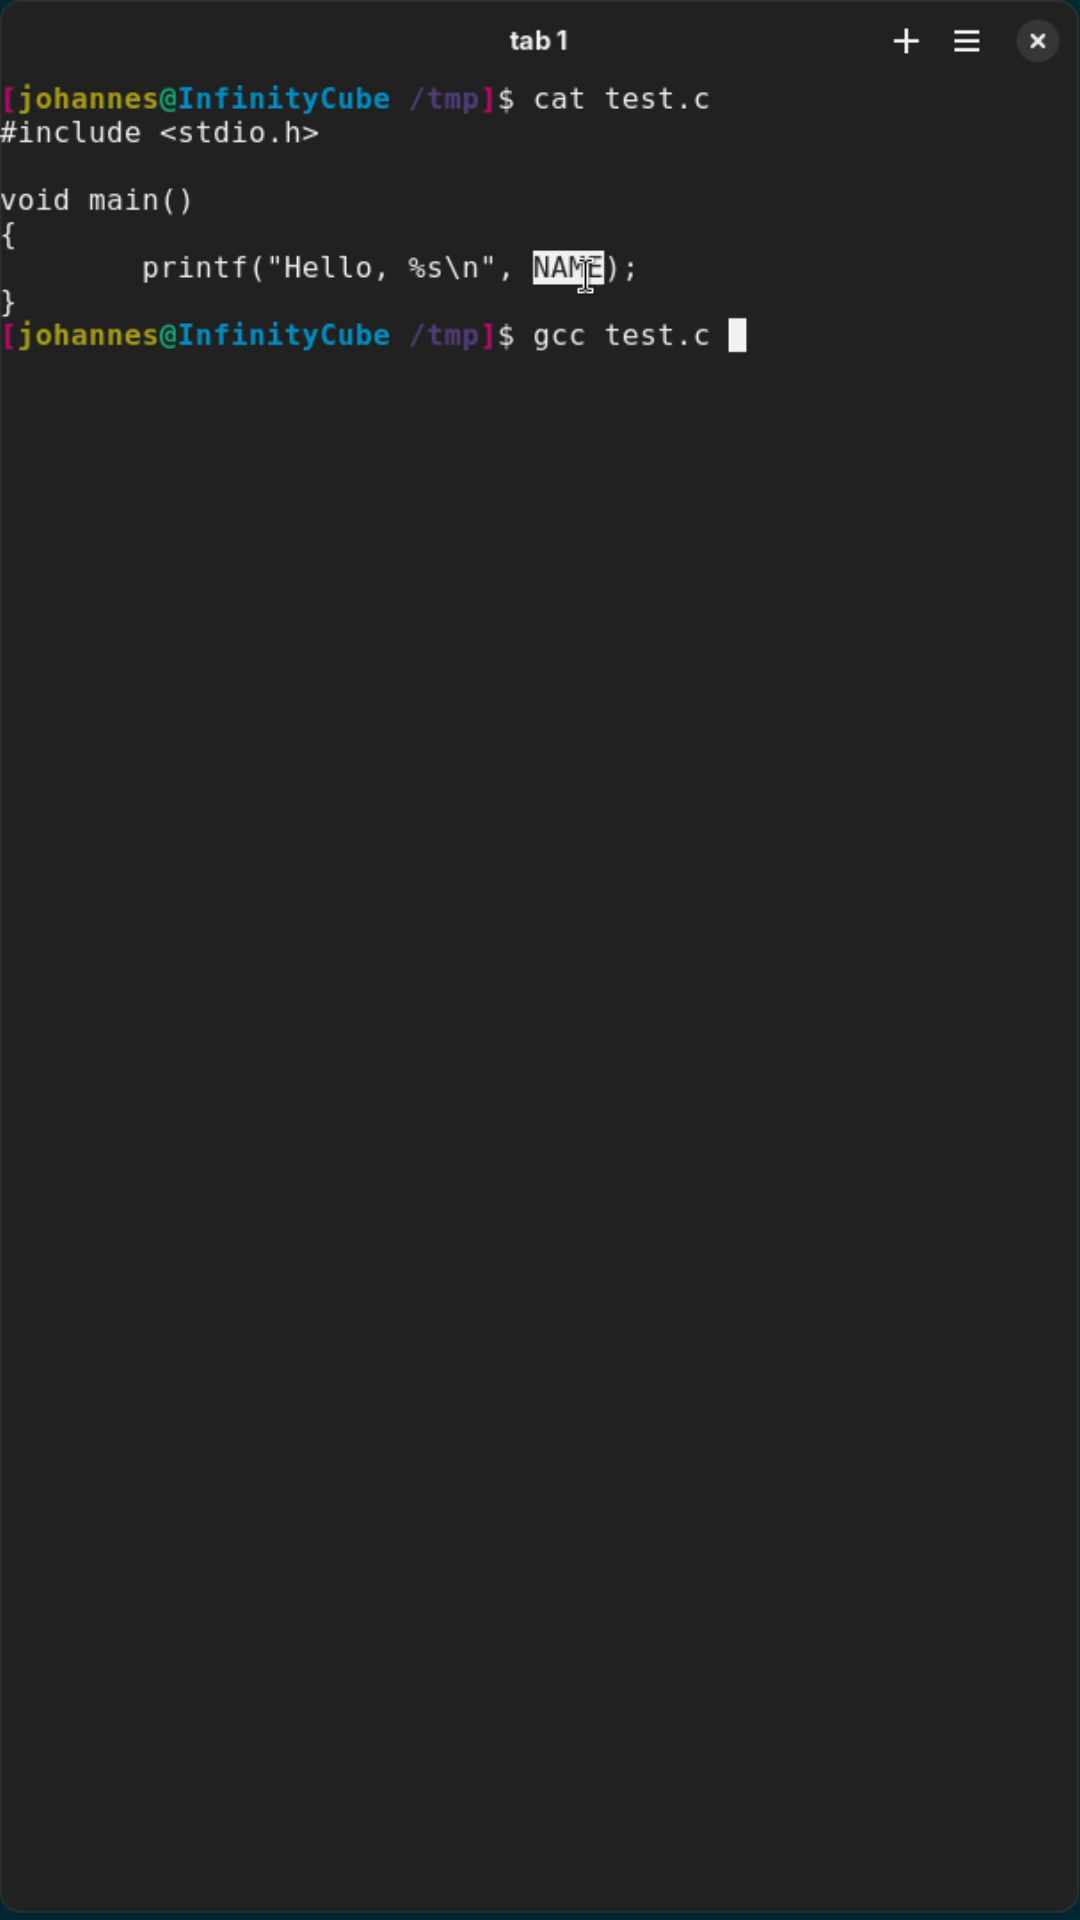 tab 1
[johannes@InfinityCube /tmp]$ cat test.c
#include <stdio.h>
void main()
{
        printf("Hello, %s\n", NAME);
}
[johannes@InfinityCube /tmp]$ gcc test.c